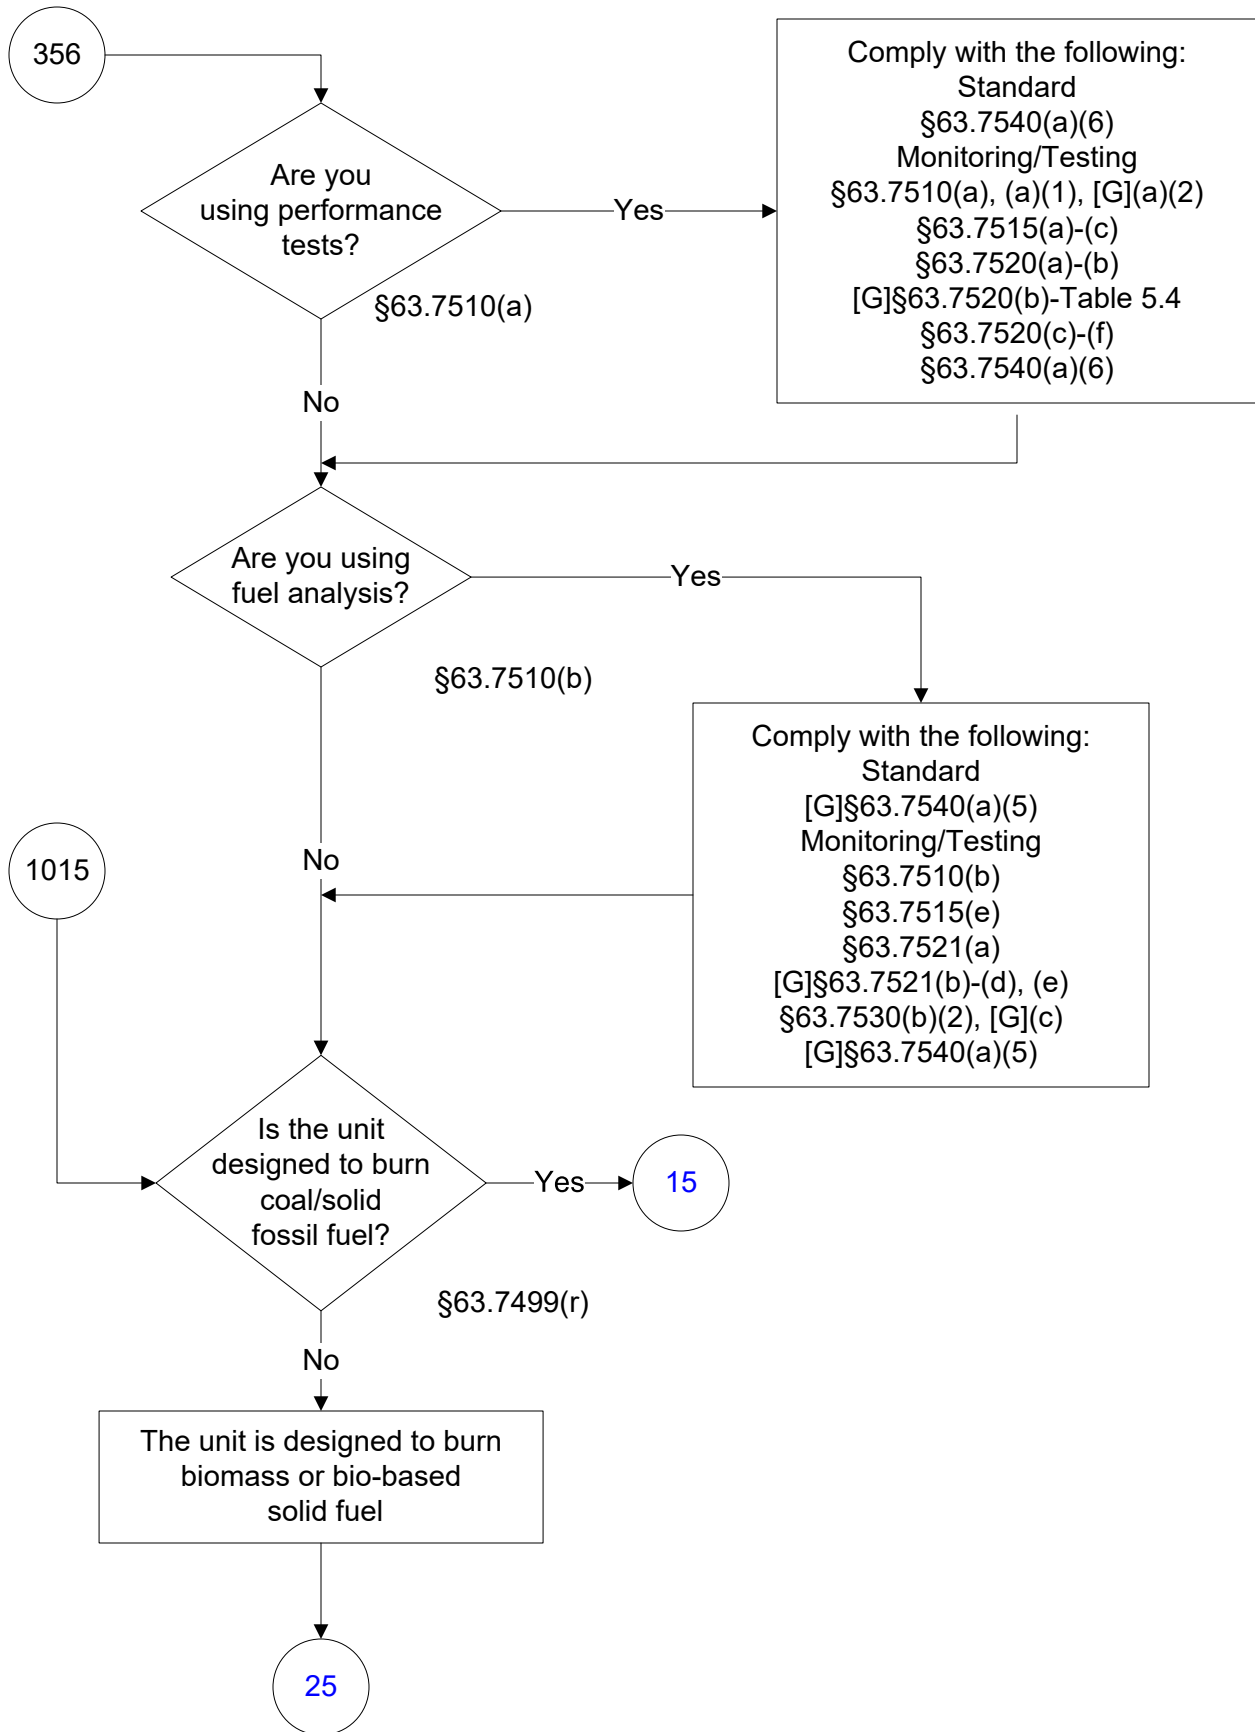 356
Are you
using performance
tests?
Yes
Comply with the following:
Standard
§63.7540(a)(6)
Monitoring/Testing
§63.7510(a), (a)(1), [G](a)(2)
§63.7515(a)-(c)
§63.7520(a)-(b)
[G]§63.7520(b)-Table 5.4
§63.7520(c)-(f)
§63.7540(a)(6)
§63.7510(a)
No
Are you using
fuel analysis?
Yes
§63.7510(b)
Comply with the following:
Standard
[G]§63.7540(a)(5)
Monitoring/Testing
§63.7510(b)
§63.7515(e)
§63.7521(a)
[G]§63.7521(b)-(d), (e)
§63.7530(b)(2), [G](c)
[G]§63.7540(a)(5)
No
1015
Is the unit
designed to burn
coal/solid
fossil fuel?
Yes
15
§63.7499(r)
No
The unit is designed to burn
biomass or bio-based
solid fuel
25